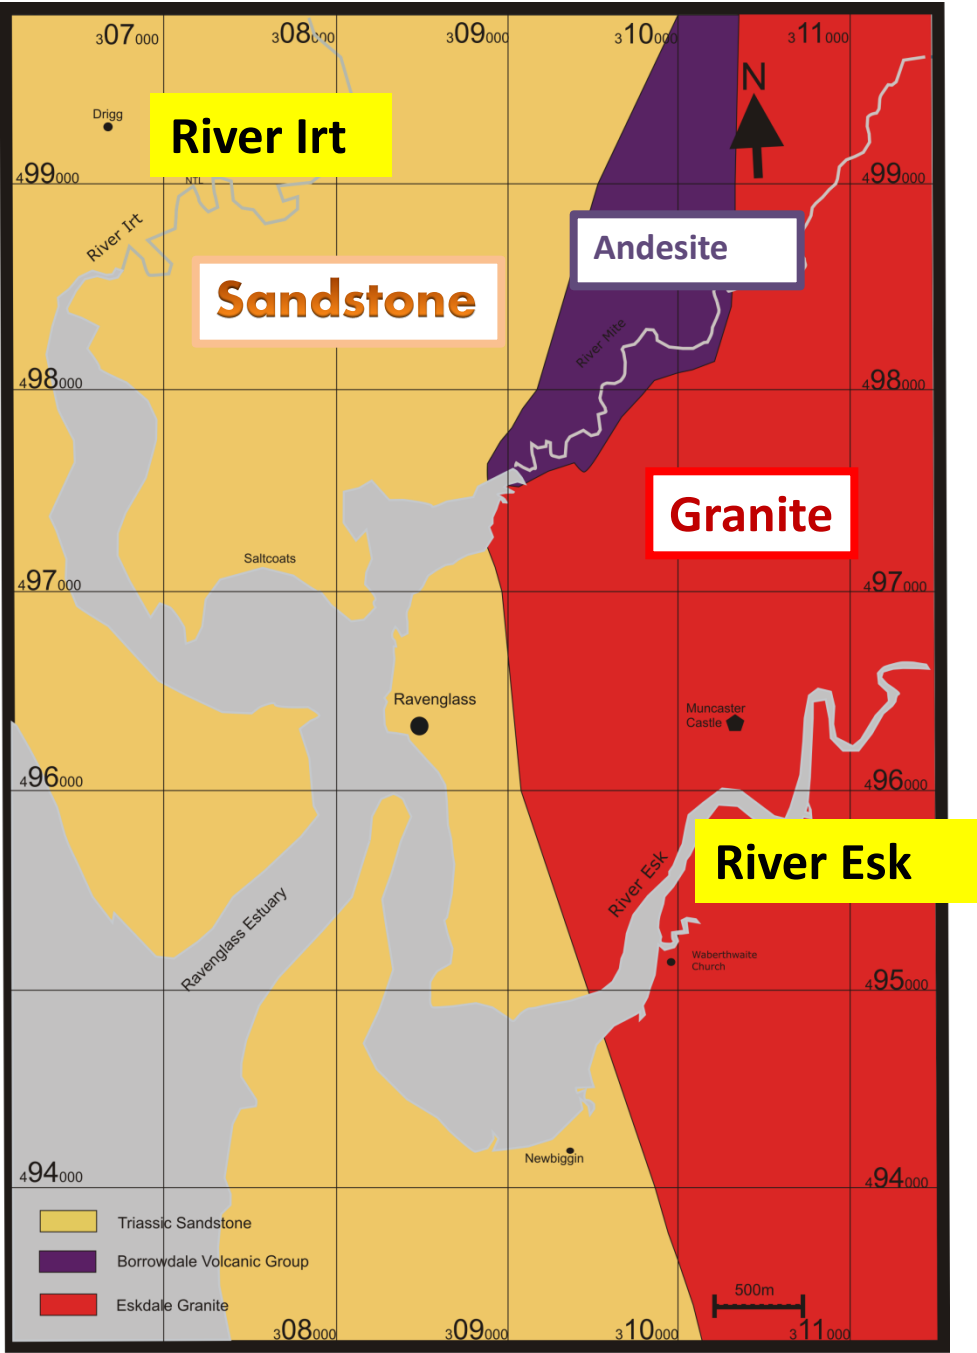 307000 308000 309000 310000 311000
N
Drigg
River Irt
499000 499000
NTL
River Irt
Andesite
Sandstone
River Mite
498000 498000
Granite
Saltcoats
497000 497000
Ravenglass
Muncaster
Castle
496000 496000
River Esk
River Esk
Ravenglass Estuary
Waberthwaite
Church
495000
Newbiggin
494000 494000
Triassic Sandstone
Borrowdale Volcanic Group
Eskdale Granite
500m
308000 309000 310000 311000